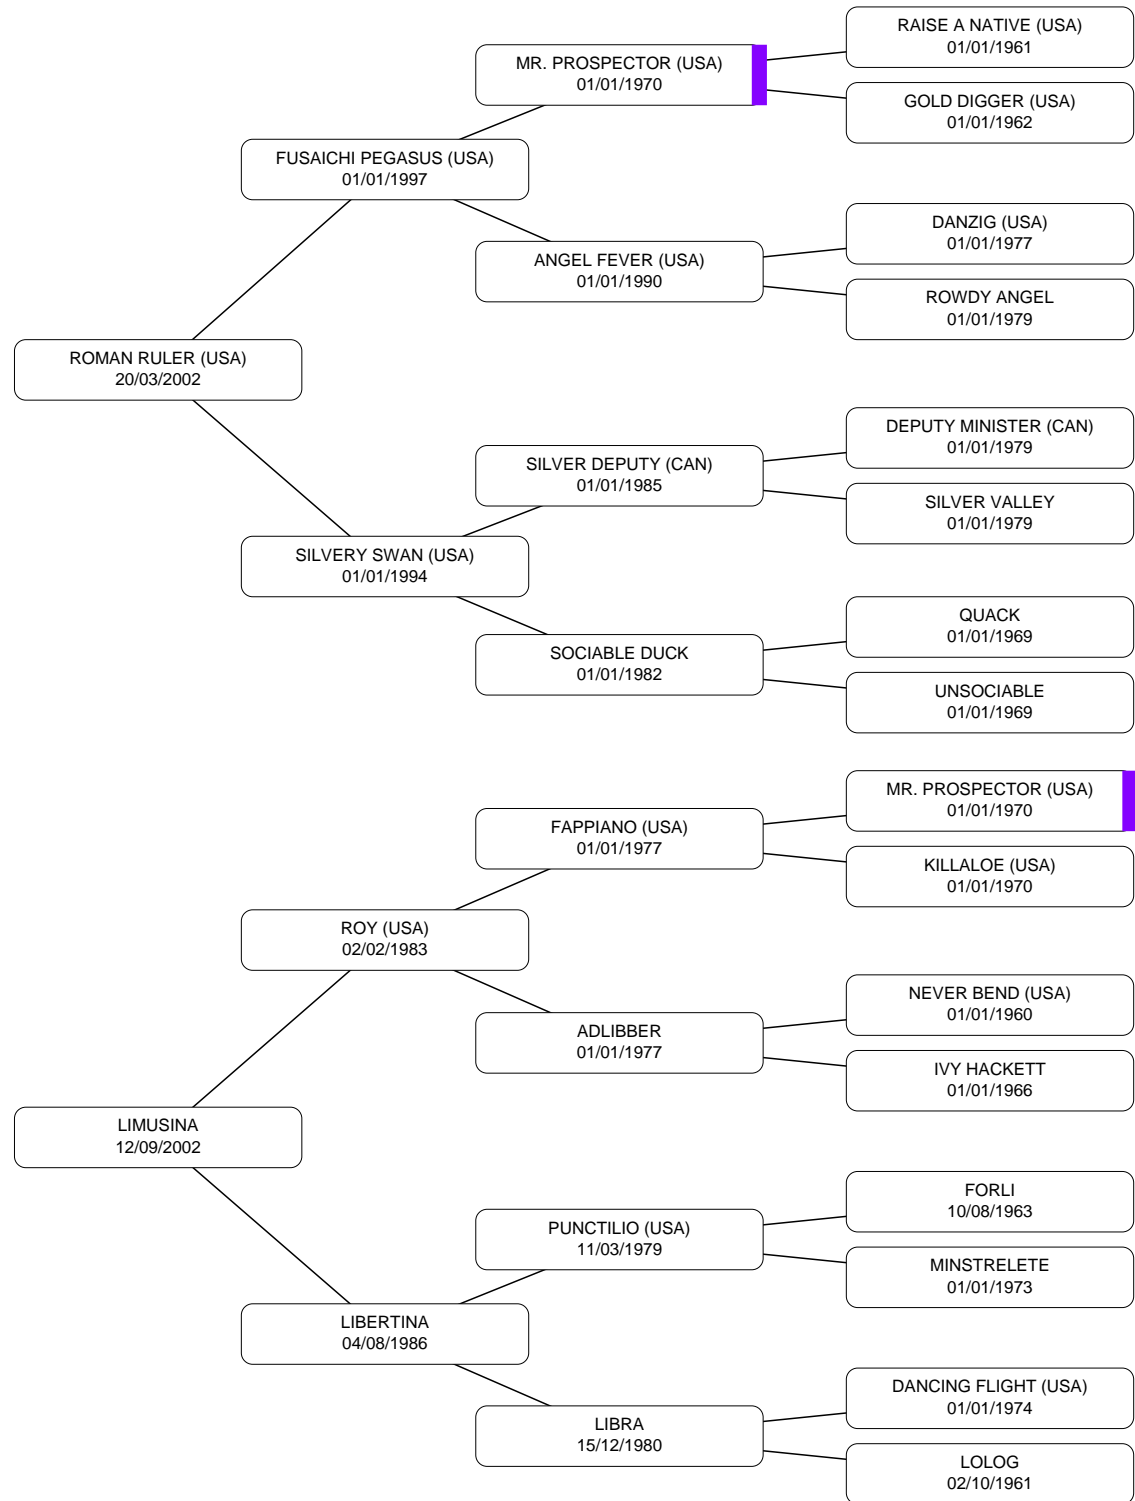 RAISE A NATIVE (USA)
01/01/1961
MR. PROSPECTOR (USA)
01/01/1970
GOLD DIGGER (USA)
01/01/1962
FUSAICHI PEGASUS (USA)
01/01/1997
DANZIG (USA)
01/01/1977
ANGEL FEVER (USA)
01/01/1990
ROWDY ANGEL
01/01/1979
ROMAN RULER (USA)
20/03/2002
DEPUTY MINISTER (CAN)
01/01/1979
SILVER DEPUTY (CAN)
01/01/1985
SILVER VALLEY
01/01/1979
SILVERY SWAN (USA)
01/01/1994
QUACK
01/01/1969
SOCIABLE DUCK
01/01/1982
UNSOCIABLE
01/01/1969
MR. PROSPECTOR (USA)
01/01/1970
FAPPIANO (USA)
01/01/1977
KILLALOE (USA)
01/01/1970
ROY (USA)
02/02/1983
NEVER BEND (USA)
01/01/1960
ADLIBBER
01/01/1977
IVY HACKETT
01/01/1966
LIMUSINA
12/09/2002
FORLI
10/08/1963
PUNCTILIO (USA)
11/03/1979
MINSTRELETE
01/01/1973
LIBERTINA
04/08/1986
DANCING FLIGHT (USA)
01/01/1974
LIBRA
15/12/1980
LOLOG
02/10/1961